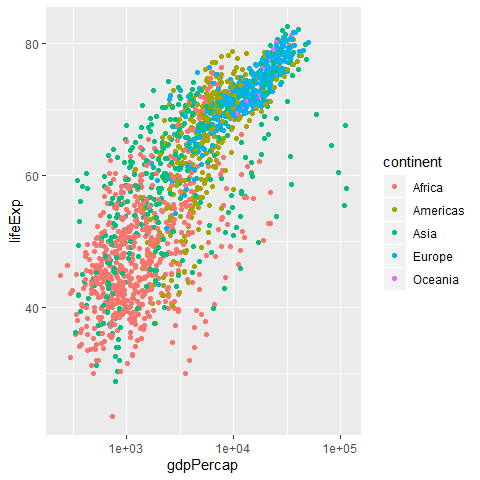 80
60
40
lifeExp
1e+03
1e+04
1e+05
gdpPercap
continent
Africa
Americas
Asia
Europe
Oceania